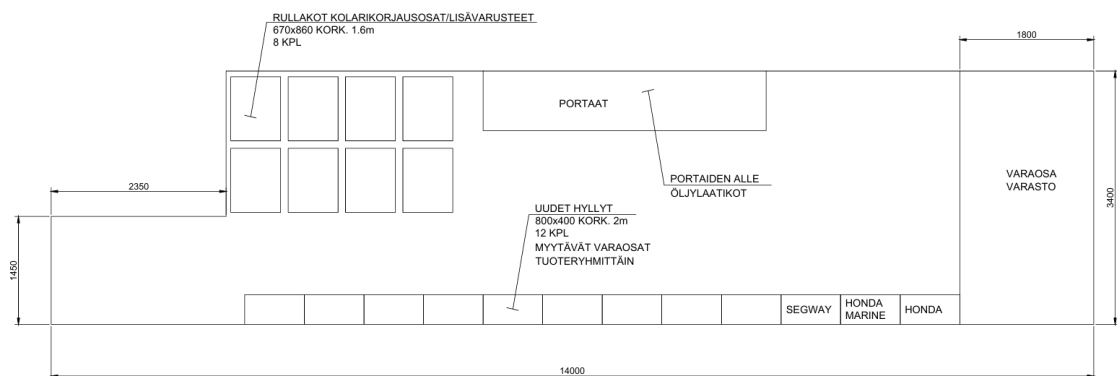 RULLAKOT KOLARIKORJAUSOSAT/LISÄVARUSTEET
670x860 KORK. 1.6m
8 KPL
1800
PORTAAT
PORTAIDEN ALLE
ÖLJYLAATIKOT
VARAOSA
VARASTO
3400
2350
1450
UUDET HYLLYT
800x400 KORK. 2m
12 KPL
MYYTÄVÄT VARAOSAT
TUOTERYHMITTÄIN
SEGWAY
HONDA
MARINE
HONDA
14000